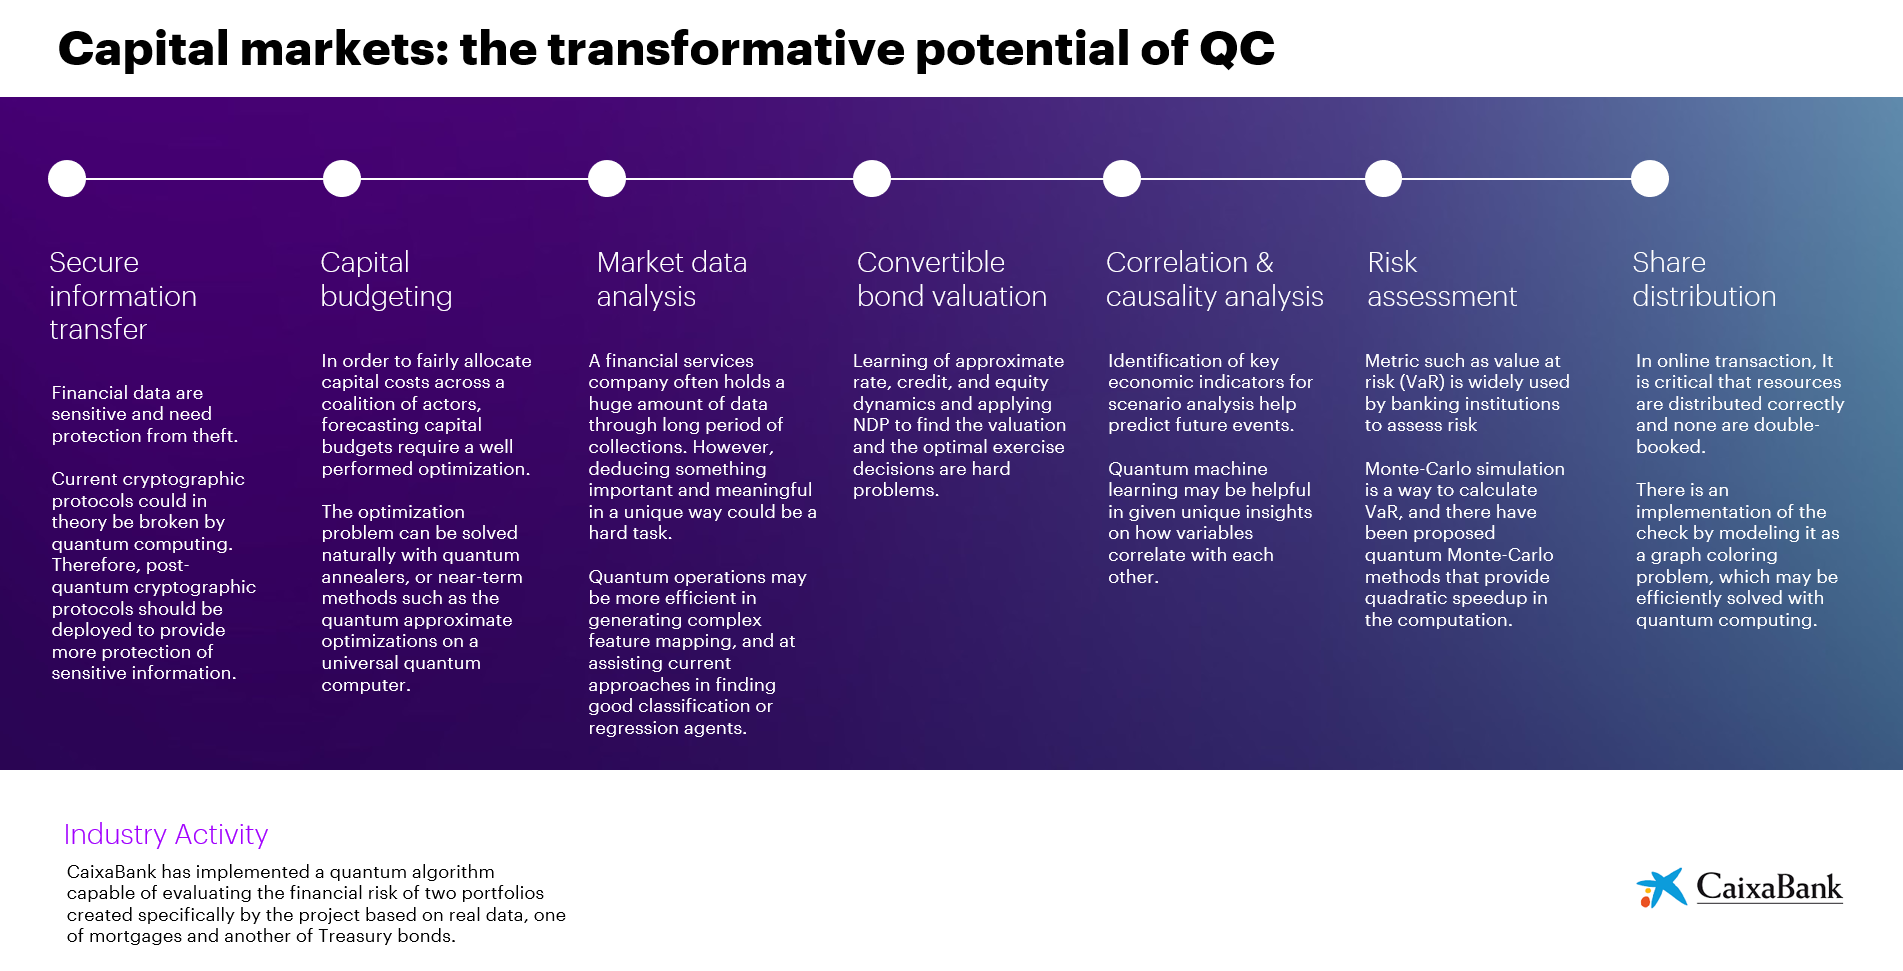 Capital markets: the transformative potential of QC
Secure
information
transfer
Financial data are
sensitive and need
protection from theft.
Current cryptographic
protocols could in
theory be broken by
quantum computing.
Therefore, post-
quantum cryptographic
protocols should be
deployed to provide
more protection of
sensitive information.
Capital
budgeting
In order to fairly allocate
capital costs across a
coalition of actors,
forecasting capital
budgets require a well
performed optimization.
The optimization
problem can be solved
naturally with quantum
annealers, or near-term
methods such as the
quantum approximate
optimizations on a
universal quantum
computer.
Market data
analysis
A financial services
company often holds a
huge amount of data
through long period of
collections. However,
deducing something
important and meaningful
in a unique way could be a
hard task.
Quantum operations may
be more efficient in
generating complex
feature mapping, and at
assisting current
approaches in finding
good classification or
regression agents.
Convertible
bond valuation
Learning of approximate
rate, credit, and equity
dynamics and applying
NDP to find the valuation
and the optimal exercise
decisions are hard
problems.
Correlation &
causality analysis
Identification of key
economic indicators for
scenario analysis help
predict future events.
Quantum machine
learning may be helpful
in given unique insights
on how variables
correlate with each
other.
Risk
assessment
Metric such as value at
risk (VaR) is widely used
by banking institutions
to assess risk
Monte-Carlo simulation
is a way to calculate
VaR, and there have
been proposed
quantum Monte-Carlo
methods that provide
quadratic speedup in
the computation.
Share
distribution
In online transaction, It
is critical that resources
are distributed correctly
and none are double-
booked.
There is an
implementation of the
check by modeling it as
a graph coloring
problem, which may be
efficiently solved with
quantum computing.
Industry Activity
CaixaBank has implemented a quantum algorithm
capable of evaluating the financial risk of two portfolios
created specifically by the project based on real data, one
of mortgages and another of Treasury bonds.
CaixaBank